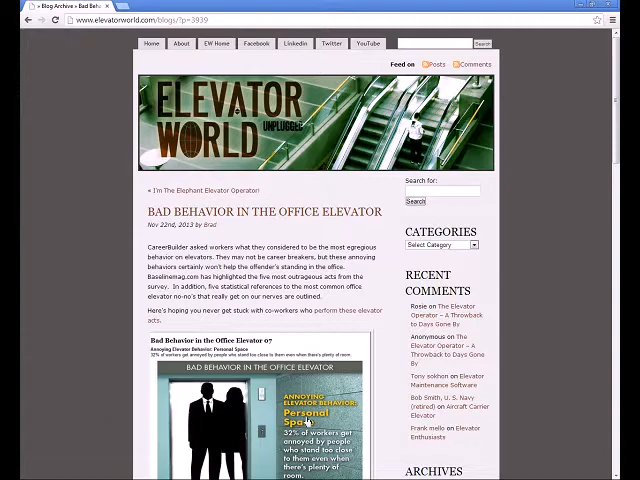 » Blog Archive » Bad Beha
www.elevatorworld.com/blogs/?p=3939
Home About EW Home Facebook Linkedin Twitter YouTube Search
Feed on Posts Comments
ELEVATOR
WORLD UNPLUGGED
« I'm The Elephant Elevator Operator!
BAD BEHAVIOR IN THE OFFICE ELEVATOR
Nov 22nd, 2013 by Brad
CareerBuilder asked workers what they considered to be the most egregious
behavior on elevators. They may not be career breakers, but these annoying
behaviors certainly won't help the offender's standing in the office.
Baselinemag.com has highlighted the five most outrageous acts from the
survey. In addition, five statistical references to the most common office
elevator no-no's that really get on our nerves are outlined.
Here's hoping you never get stuck with co-workers who perform these elevator
acts.
Bad Behavior in the Office Elevator 07
Annoying Elevator Behavior: Personal Space
32% of workers get annoyed by people who stand too close to them even when there's plenty of room.
BAD BEHAVIOR IN THE OFFICE ELEVATOR
ANNOYING
ELEVATOR BEHAVIOR:
Personal
Space
32% of workers get
annoyed by people
who stand too close
to them even when
there's plenty of
room.
Search for:
Search
CATEGORIES
Select Category
RECENT
COMMENTS
Rosie on The Elevator
Operator – A Throwback
to Days Gone By
Anonymous on The
Elevator Operator – A
Throwback to Days Gone
By
Tony sokhon on Elevator
Maintenance Software
Bob Smith, U. S. Navy
(retired) on Aircraft Carrier
Elevator
Frank mello on Elevator
Enthusiasts
ARCHIVES